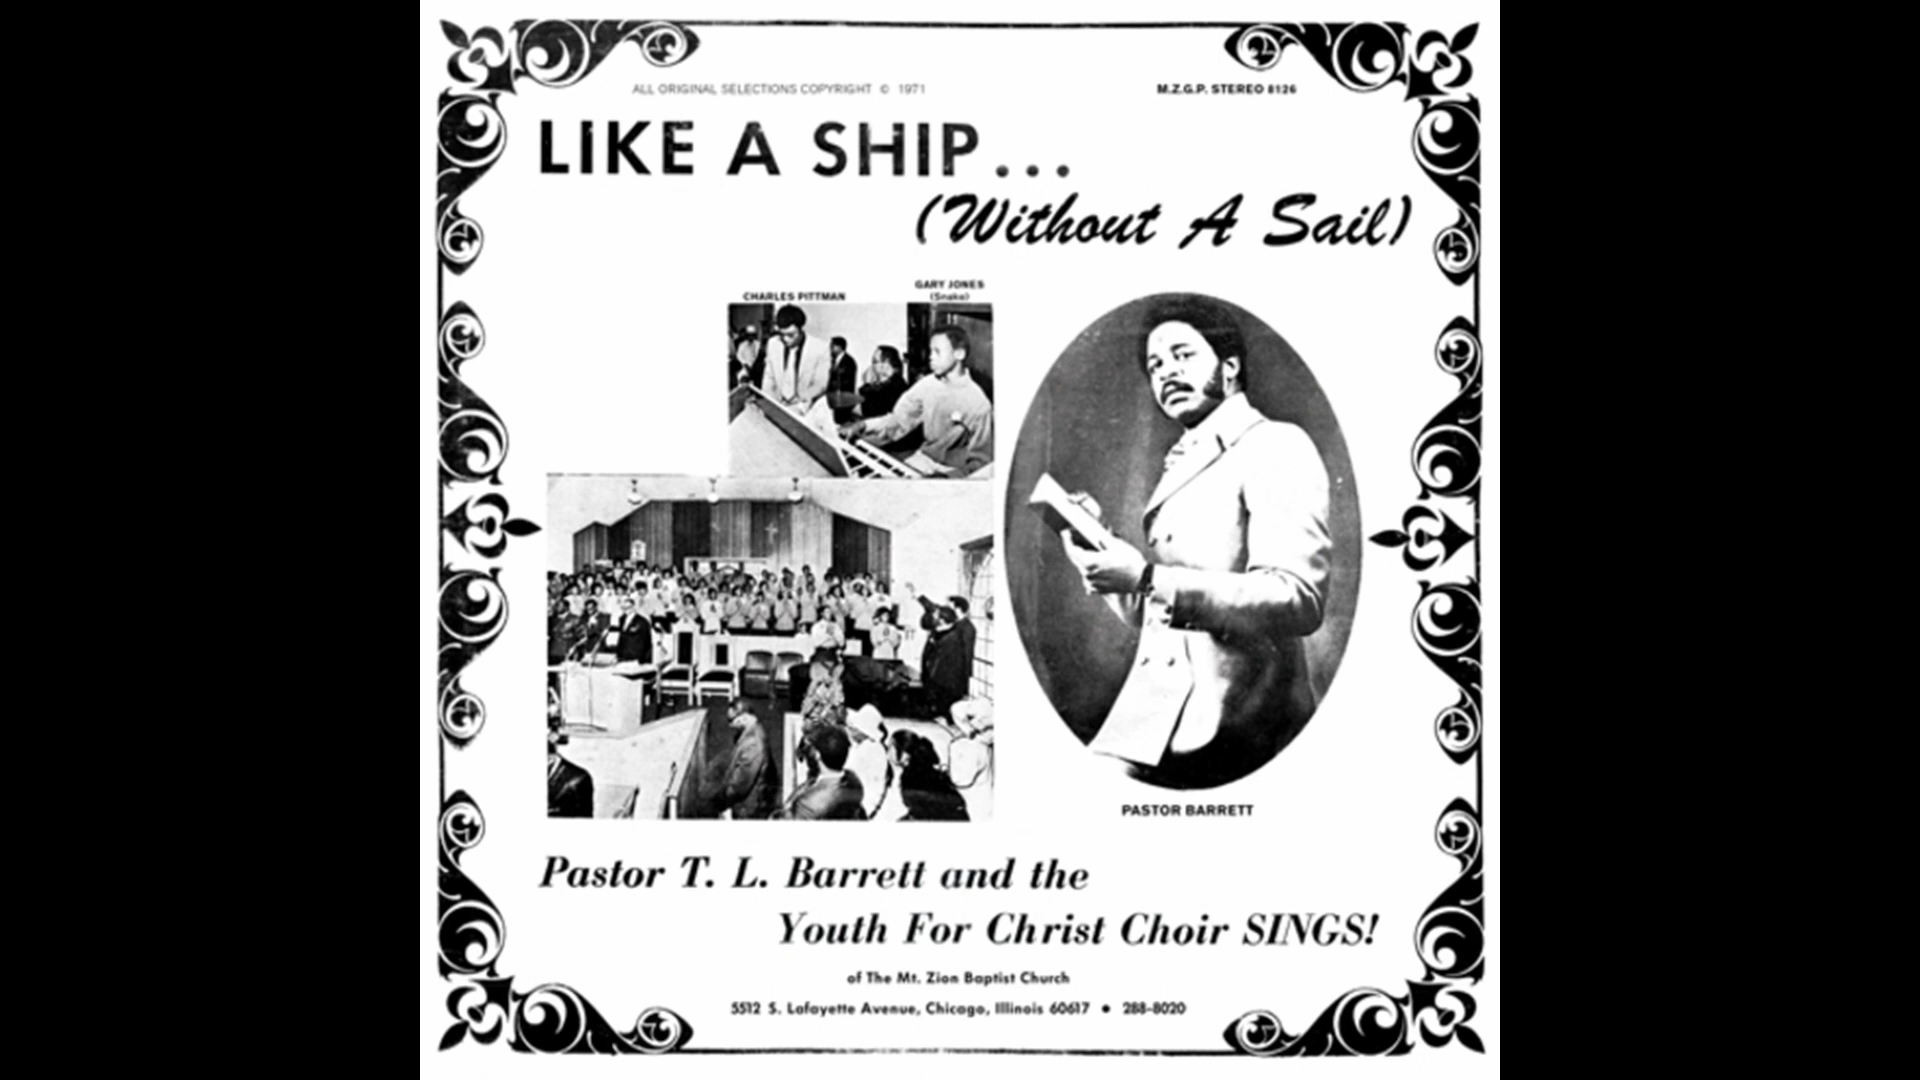 ALL ORIGINAL SELECTIONS COPYRIGHT © 1971
M.Z.G.P. STEREO 8126
LIKE A SHIP...
(Without A Sail)
CHARLES PITTMAN
GARY JONES
(Snake)
PASTOR BARRETT
Pastor T. L. Barrett and the
Youth For Christ Choir SINGS!
of The Mt. Zion Baptist Church
5512 S. Lafayette Avenue, Chicago, Illinois 60617 • 288-8020